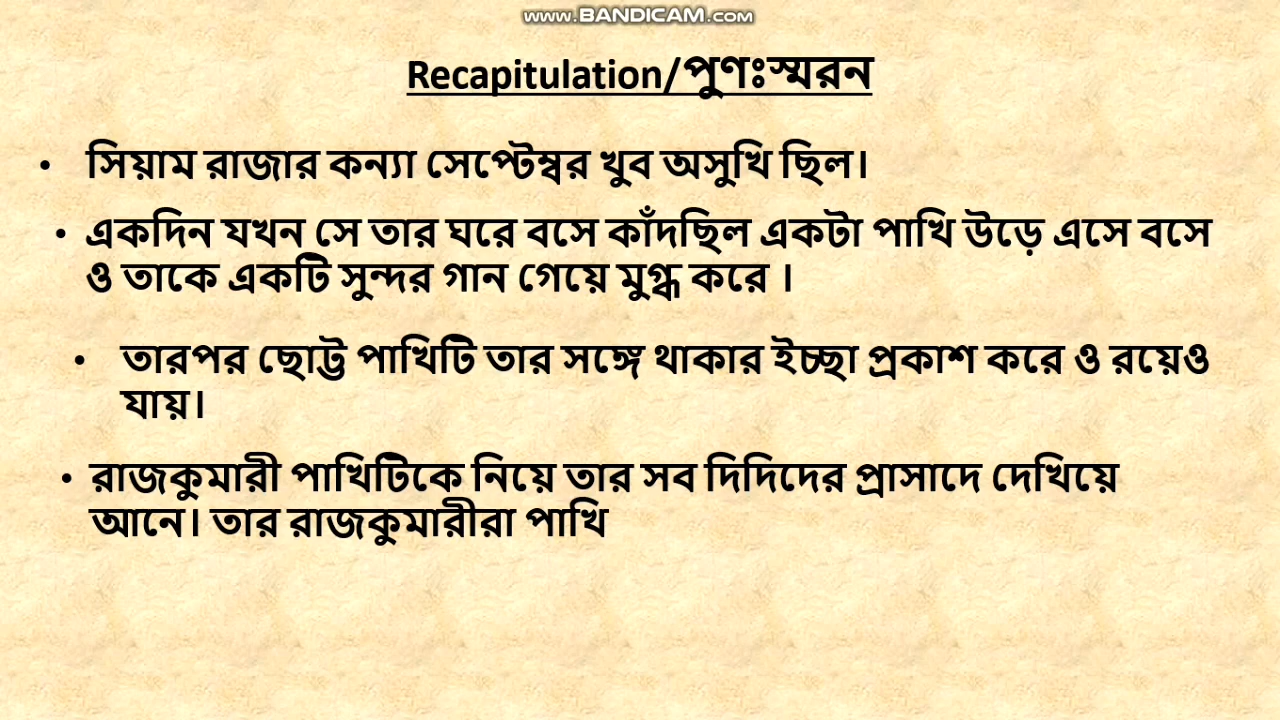 www.BANDICAM.com
Recapitulation/পুণঃস্মরন
• সিয়াম রাজার কন্যা সেপ্টেম্বর খুব অসুখি ছিল।
• একদিন যখন সে তার ঘরে বসে কাঁদছিল একটা পাখি উড়ে এসে বসে
ও তাকে একটি সুন্দর গান গেয়ে মুগ্ধ করে ।
• তারপর ছোট্ট পাখিটি তার সঙ্গে থাকার ইচ্ছা প্রকাশ করে ও রয়েও
যায়।
• রাজকুমারী পাখিটিকে নিয়ে তার সব দিদিদের প্রাসাদে দেখিয়ে
আনে। তার রাজকুমারীরা পাখি